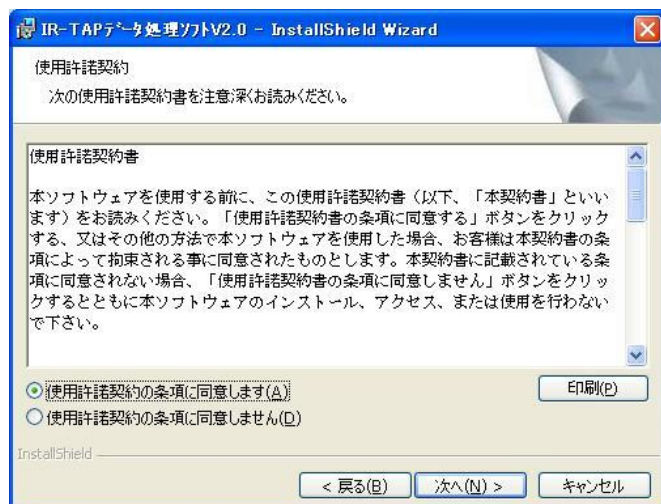 IR-TAPﾃﾞｰﾀ処理ｿﾌﾄV2.0 - InstallShield Wizard
使用許諾契約
次の使用許諾契約書を注意深くお読みください。
使用許諾契約書
本ソフトウェアを使用する前に、この使用許諾契約書（以下、「本契約書」といい
ます）をお読みください。「使用許諾契約書の条項に同意する」ボタンをクリック
する、又はその他の方法で本ソフトウェアを使用した場合、お客様は本契約書の条
項によって拘束される事に同意されたものとします。本契約書に記載されている条
項に同意されない場合、「使用許諾契約書の条項に同意しません」ボタンをクリッ
クするとともに本ソフトウェアのインストール、アクセス、または使用を行わない
で下さい。
使用許諾契約の条項に同意します(A)
印刷(P)
使用許諾契約の条項に同意しません(D)
InstallShield
< 戻る(B) 次へ(N) > キャンセル